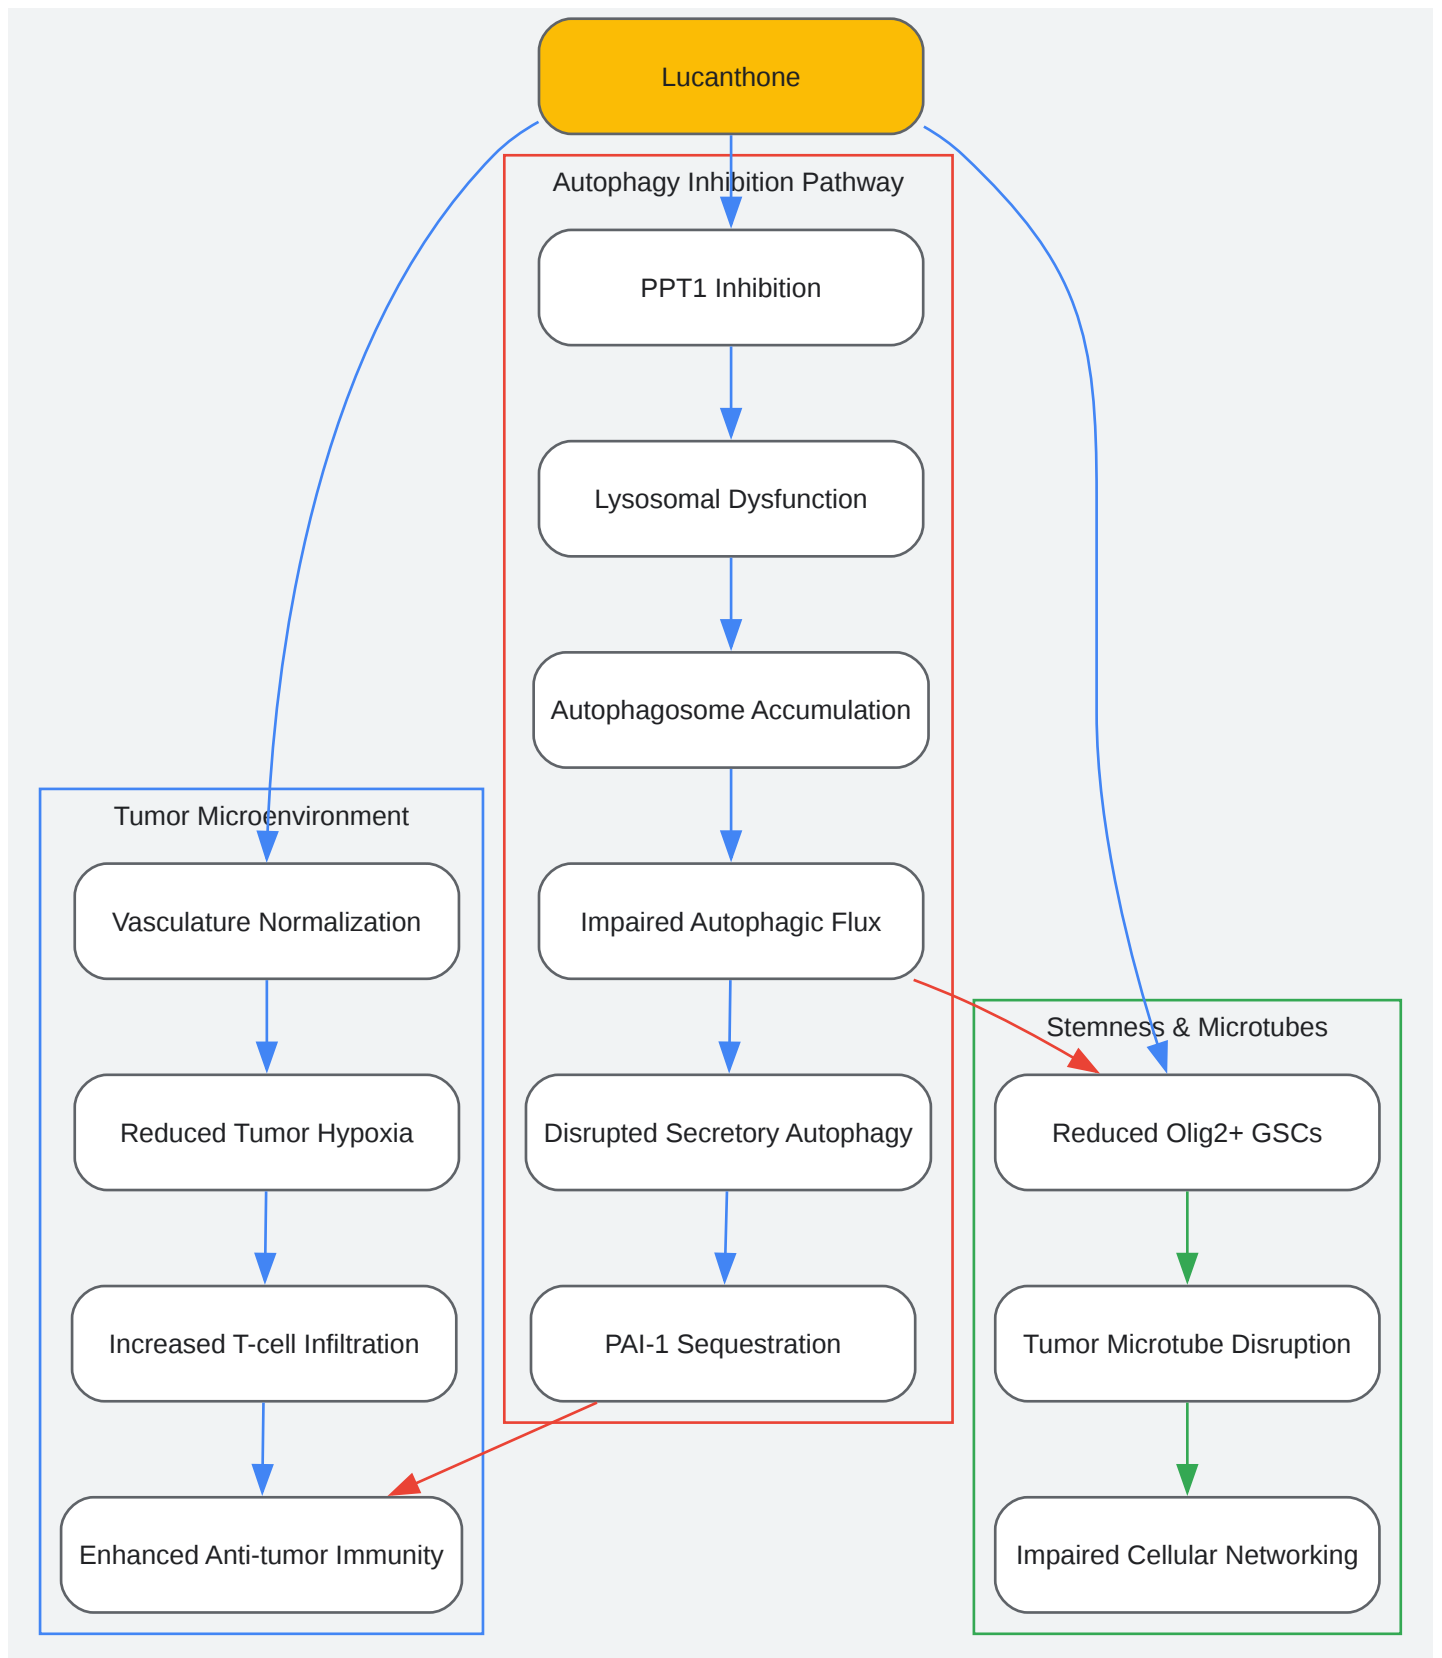 Lucanthone
Autophagy Inhibition Pathway
PPT1 Inhibition
Lysosomal Dysfunction
Autophagosome Accumulation
Impaired Autophagic Flux
Disrupted Secretory Autophagy
PAI-1 Sequestration
Tumor Microenvironment
Vasculature Normalization
Reduced Tumor Hypoxia
Increased T-cell Infiltration
Enhanced Anti-tumor Immunity
Stemness & Microtubes
Reduced Olig2+ GSCs
Tumor Microtube Disruption
Impaired Cellular Networking